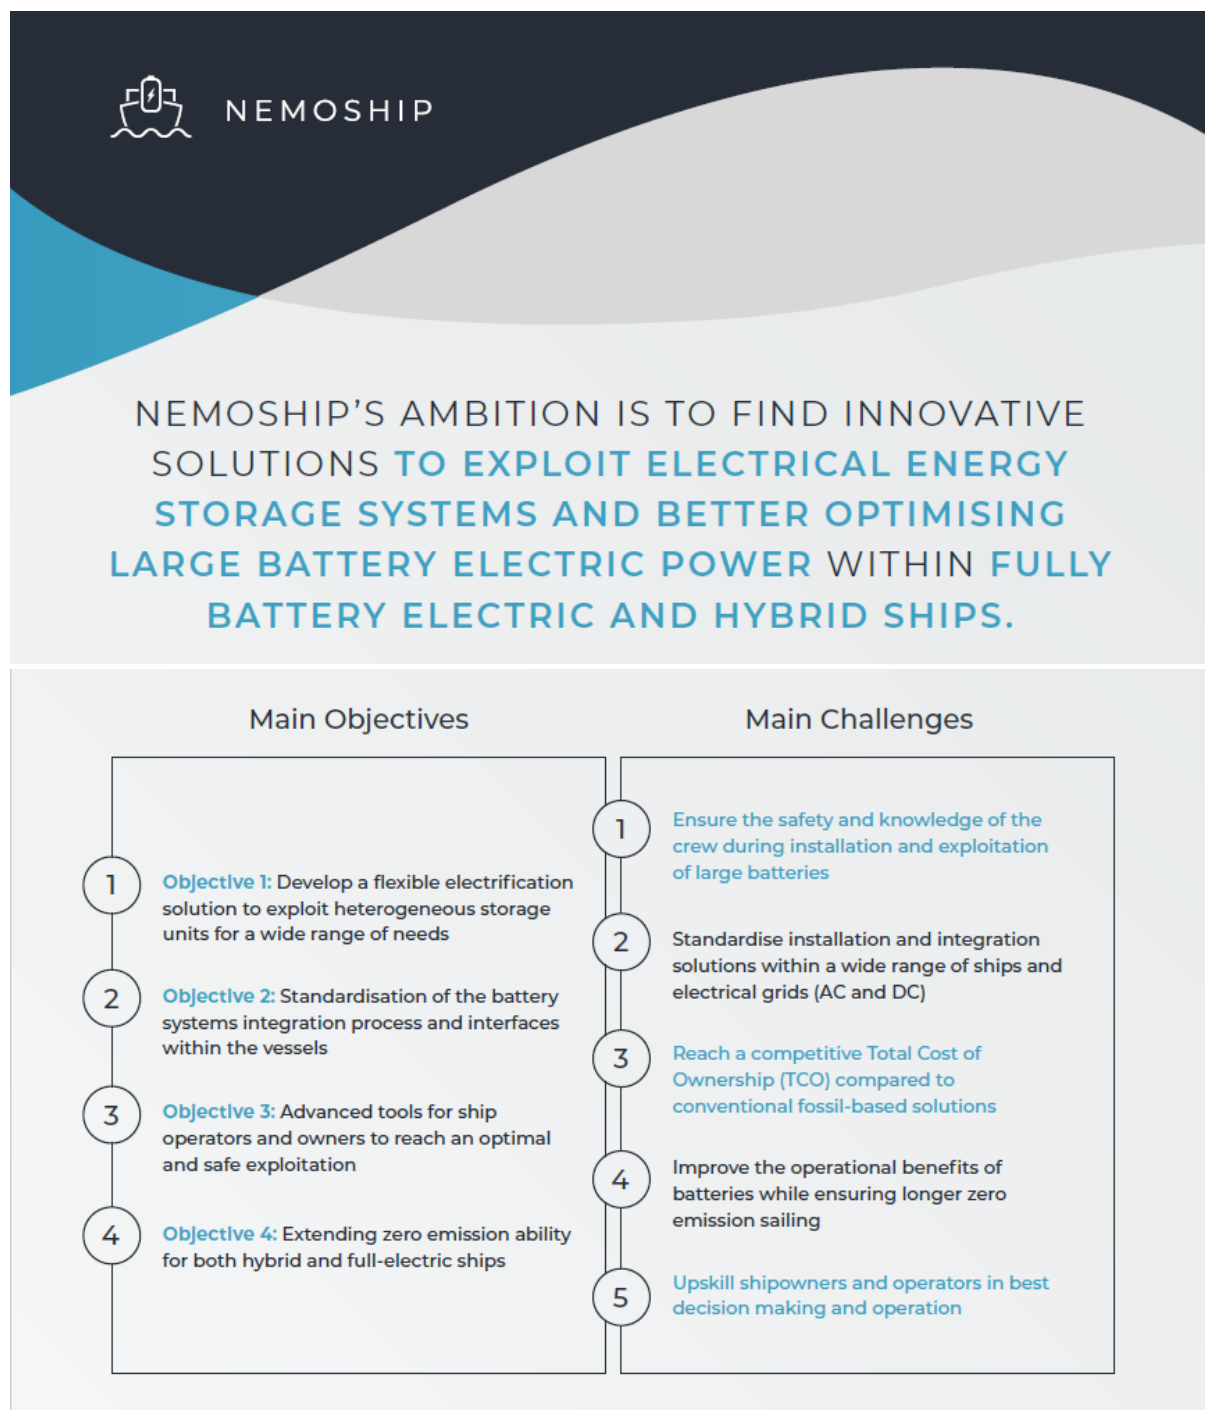 NEMOSHIP
NEMOSHIP'S AMBITION IS TO FIND INNOVATIVE
SOLUTIONS TO EXPLOIT ELECTRICAL ENERGY
STORAGE SYSTEMS AND BETTER OPTIMISING
LARGE BATTERY ELECTRIC POWER WITHIN FULLY
BATTERY ELECTRIC AND HYBRID SHIPS.
Main Objectives
1
Objective 1: Develop a flexible electrification
solution to exploit heterogeneous storage
units for a wide range of needs
2
Objective 2: Standardisation of the battery
systems integration process and interfaces
within the vessels
3
Objective 3: Advanced tools for ship
operators and owners to reach an optimal
and safe exploitation
4
Objective 4: Extending zero emission ability
for both hybrid and full-electric ships
Main Challenges
1
Ensure the safety and knowledge of the
crew during installation and exploitation
of large batteries
2
Standardise installation and integration
solutions within a wide range of ships and
electrical grids (AC and DC)
3
Reach a competitive Total Cost of
Ownership (TCO) compared to
conventional fossil-based solutions
4
Improve the operational benefits of
batteries while ensuring longer zero
emission sailing
5
Upskill shipowners and operators in best
decision making and operation